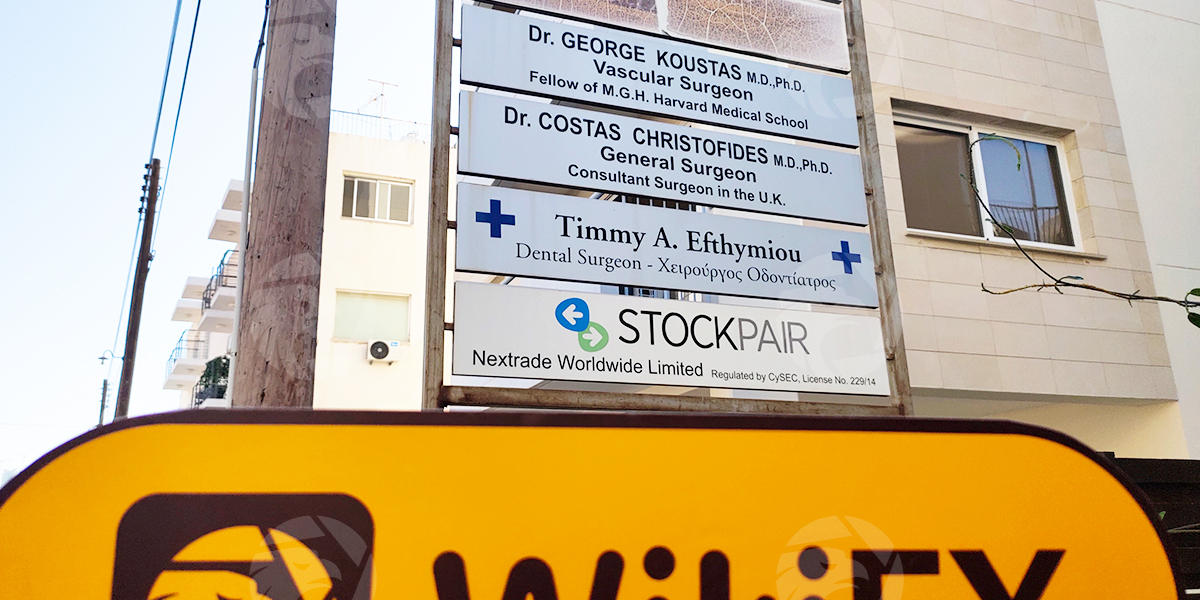 Dr. GEORGE KOUSTAS M.D.,Ph.D.
Vascular Surgeon
Fellow of M.G.H. Harvard Medical School
Dr. COSTAS CHRISTOFIDES M.D.,Ph.D.
General Surgeon
Consultant Surgeon in the U.K.
Timmy A. Efthymiou
Dental Surgeon - Χειρούργος Οδοντίατρος
STOCKPAIR
Nextrade Worldwide Limited Regulated by CySEC, License No. 229/14
WikiFX